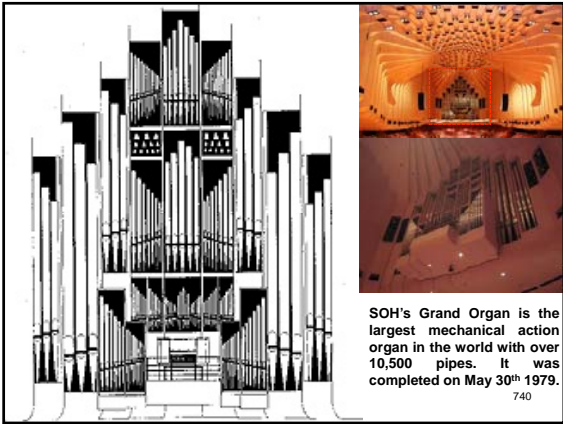 SOH's Grand Organ is the
largest mechanical action
organ in the world with over
10,500 pipes. It was
completed on May 30th 1979.
740